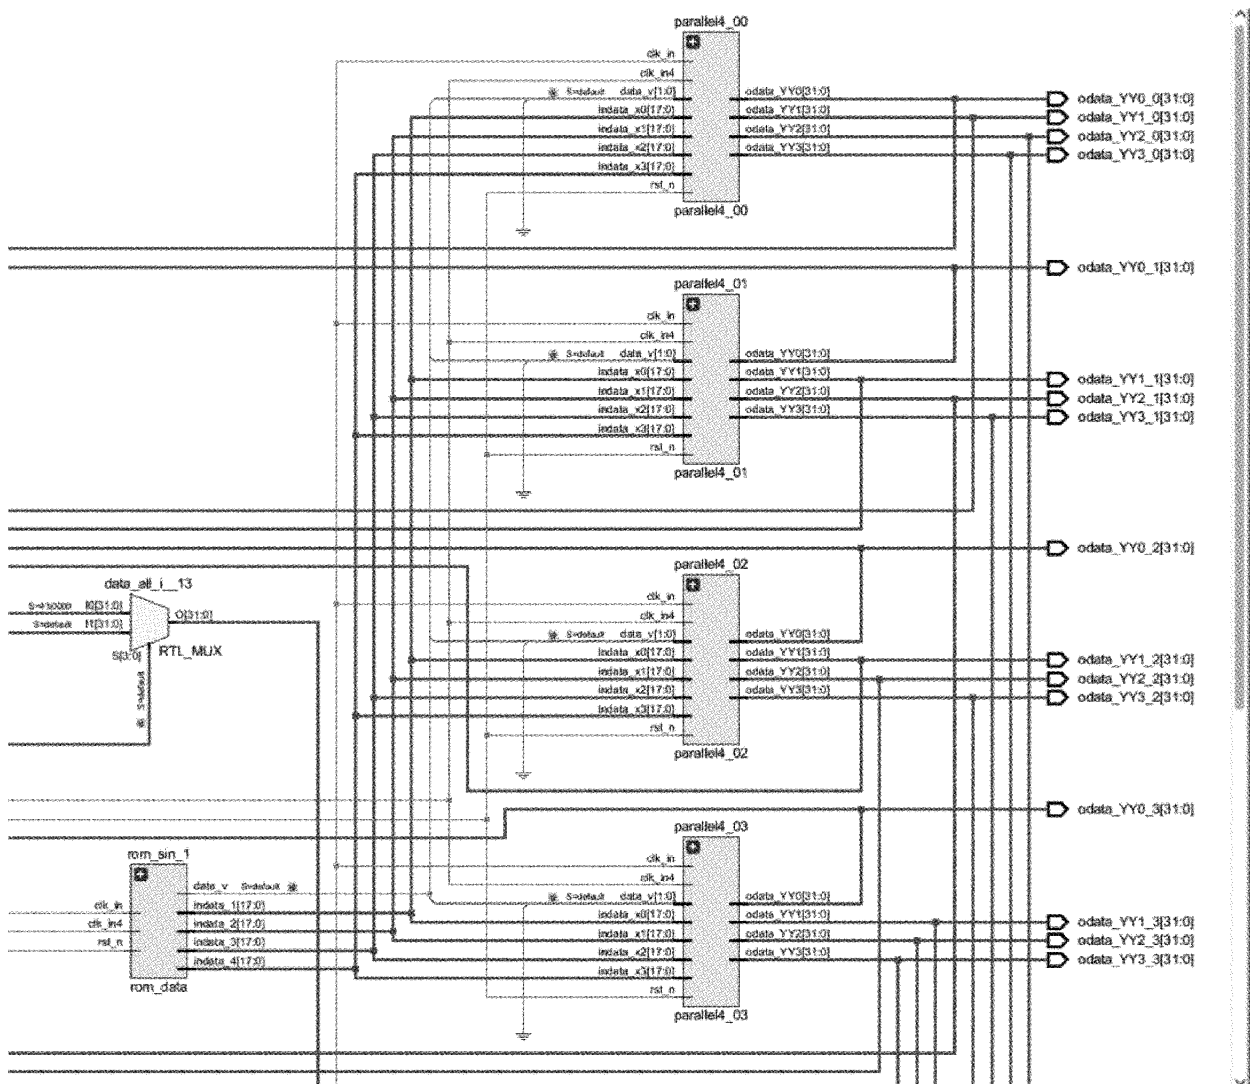 parallel4_00
clk_in
clk_in4
S=default data_v[1:0]
indata_x0[17:0]
indata_x1[17:0]
indata_x2[17:0]
indata_x3[17:0]
rst_n
odata_YY0[31:0]
odata_YY1[31:0]
odata_YY2[31:0]
odata_YY3[31:0]
parallel4_00
odata_YY0_0[31:0]
odata_YY1_0[31:0]
odata_YY2_0[31:0]
odata_YY3_0[31:0]
odata_YY0_1[31:0]
parallel4_01
clk_in
clk_in4
S=default data_v[1:0]
indata_x0[17:0]
indata_x1[17:0]
indata_x2[17:0]
indata_x3[17:0]
rst_n
odata_YY0[31:0]
odata_YY1[31:0]
odata_YY2[31:0]
odata_YY3[31:0]
parallel4_01
odata_YY1_1[31:0]
odata_YY2_1[31:0]
odata_YY3_1[31:0]
odata_YY0_2[31:0]
parallel4_02
clk_in
clk_in4
S=default data_v[1:0]
indata_x0[17:0]
indata_x1[17:0]
indata_x2[17:0]
indata_x3[17:0]
rst_n
odata_YY0[31:0]
odata_YY1[31:0]
odata_YY2[31:0]
odata_YY3[31:0]
parallel4_02
odata_YY1_2[31:0]
odata_YY2_2[31:0]
odata_YY3_2[31:0]
data_all_i__13
I0[31:0]
S=default I1[31:0]
O[31:0]
S[3:0]
RTL_MUX
S=default
odata_YY0_3[31:0]
parallel4_03
clk_in
clk_in4
S=default data_v[1:0]
indata_x0[17:0]
indata_x1[17:0]
indata_x2[17:0]
indata_x3[17:0]
rst_n
odata_YY0[31:0]
odata_YY1[31:0]
odata_YY2[31:0]
odata_YY3[31:0]
parallel4_03
odata_YY1_3[31:0]
odata_YY2_3[31:0]
odata_YY3_3[31:0]
rom_sin_1
clk_in
clk_in4
rst_n
data_v S=default
indata_1[17:0]
indata_2[17:0]
indata_3[17:0]
indata_4[17:0]
rom_data